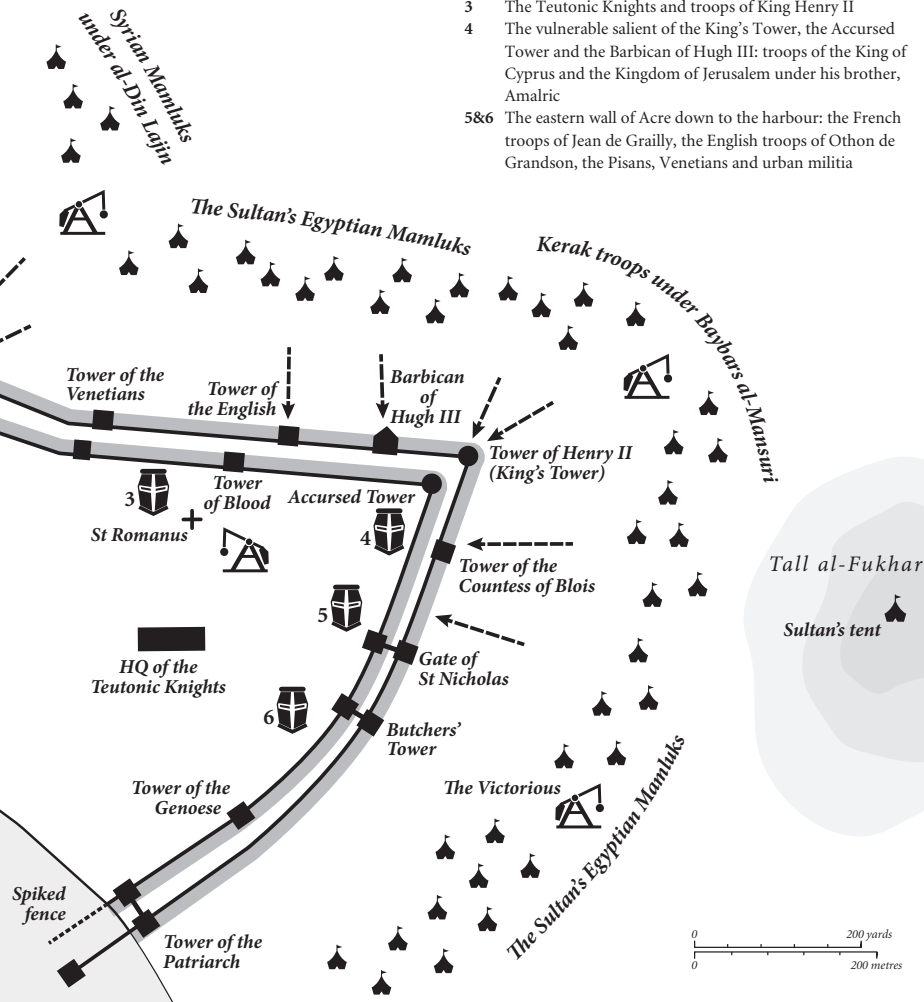 3 The Teutonic Knights and troops of King Henry II
4 The vulnerable salient of the King's Tower, the Accursed
Tower and the Barbican of Hugh III: troops of the King of
Cyprus and the Kingdom of Jerusalem under his brother,
Amalric
5&6 The eastern wall of Acre down to the harbour: the French
troops of Jean de Grailly, the English troops of Othon de
Grandson, the Pisans, Venetians and urban militia
Syrian Mamluks
under al-Din Lajin
The Sultan's Egyptian Mamluks
Kerak troops under Baybars al-Mansuri
Tower of the
Venetians
Tower of
the English
Barbican
of
Hugh III
Tower of Henry II
(King's Tower)
3
Tower
of Blood
Accursed Tower
St Romanus
4
Tower of the
Countess of Blois
Tall al-Fukhar
Sultan's tent
5
HQ of the
Teutonic Knights
Gate of
St Nicholas
6
Butchers'
Tower
Tower of the
Genoese
The Victorious
The Sultan's Egyptian Mamluks
Spiked
fence
Tower of the
Patriarch
0 200 yards
0 200 metres